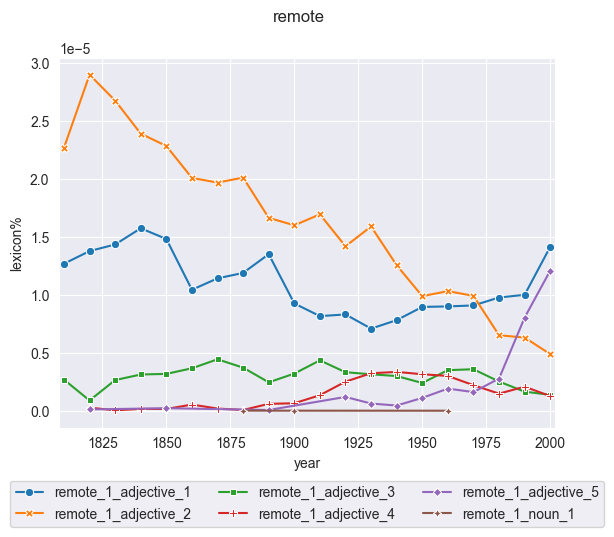 remote
1e−5
3.0
2.5
2.0
1.5
1.0
0.5
0.0
lexicon%
1825 1850 1875 1900 1925 1950 1975 2000
year
remote_1_adjective_1 remote_1_adjective_3 remote_1_adjective_5
remote_1_adjective_2 remote_1_adjective_4 remote_1_noun_1